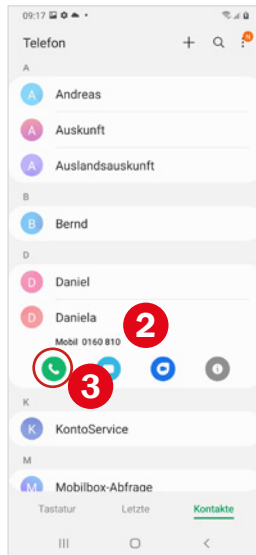 09:17
Telefon
N
A
A Andreas
A Auskunft
A Auslandsauskunft
B
B Bernd
D
D Daniel
D Daniela
2
Mobil 0160 810
3
K
K KontoService
M
M Mobilbox-Abfrage
Tastatur Letzte Kontakte